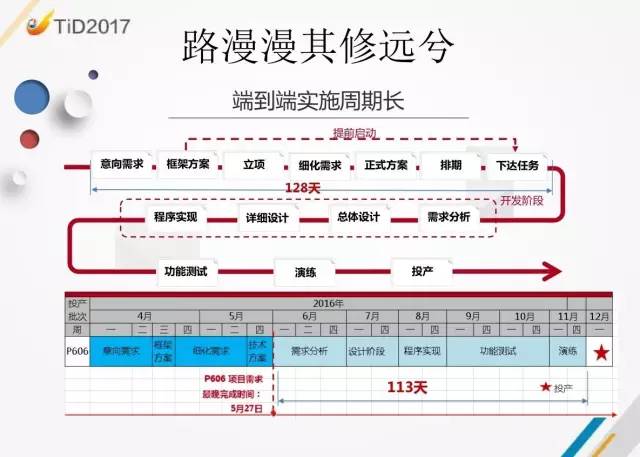 TiD2017
路漫漫其修远兮
端到端实施周期长
提前启动
意向需求 框架方案 立项 细化需求 正式方案 排期 下达任务
128天
开发阶段
程序实现 详细设计 总体设计 需求分析
功能测试 演练 投产
投产批次 2016年
4月 5月 6月 7月 8月 9月 10月 11月 12月
周 一 二 三 四 一 二 四 一 二 四 二 四 二 四 二 四 二 四 二 四 一
P606 意向需求 框架方案 细化需求 技术方案 需求分析 设计阶段 程序实现 功能测试 演练 ★
P606 项目需求
最晚完成时间：
5月27日
113天
★投产